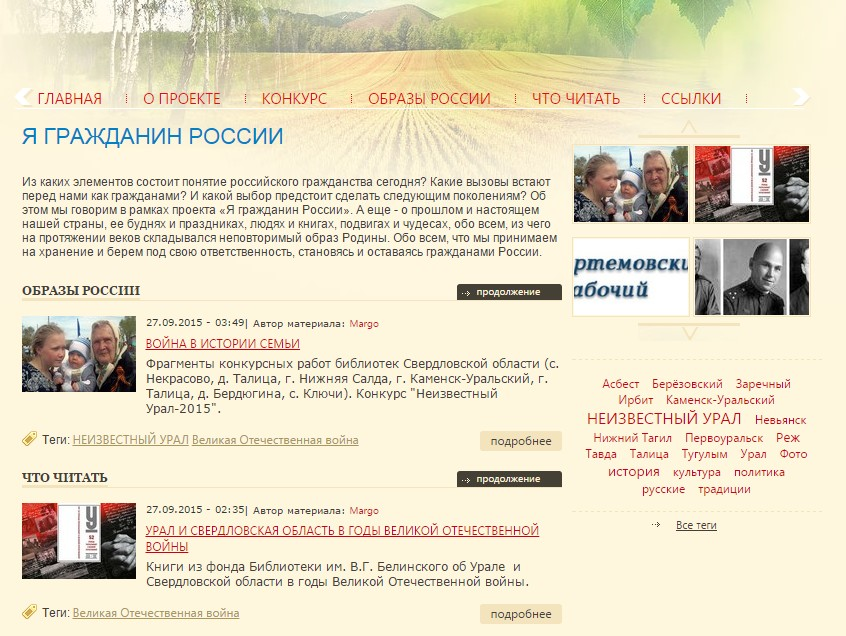 ГЛАВНАЯ О ПРОЕКТЕ КОНКУРС ОБРАЗЫ РОССИИ ЧТО ЧИТАТЬ ССЫЛКИ
Я ГРАЖДАНИН РОССИИ
Из каких элементов состоит понятие российского гражданства сегодня? Какие вызовы встают
перед нами как гражданами? И какой выбор предстоит сделать следующим поколениям? Об
этом мы говорим в рамках проекта «Я гражданин России». А еще - о прошлом и настоящем
нашей страны, ее буднях и праздниках, людях и книгах, подвигах и чудесах, обо всем, из чего
на протяжении веков складывался неповторимый образ Родины. Обо всем, что мы принимаем
на хранение и берем под свою ответственность, становясь и оставаясь гражданами России.
ОБРАЗЫ РОССИИ
продолжение
27.09.2015 - 03:49| Автор материала: Margo
ВОЙНА В ИСТОРИИ СЕМЬИ
Фрагменты конкурсных работ библиотек Свердловской области (с.
Некрасово, д. Талица, г. Нижняя Салда, г. Каменск-Уральский, г.
Талица, д. Бердюгина, с. Ключи). Конкурс "Неизвестный
Урал-2015".
Теги: НЕИЗВЕСТНЫЙ УРАЛ Великая Отечественная война
подробнее
ЧТО ЧИТАТЬ
продолжение
27.09.2015 - 02:35| Автор материала: Margo
УРАЛ И СВЕРДЛОВСКАЯ ОБЛАСТЬ В ГОДЫ ВЕЛИКОЙ ОТЕЧЕСТВЕННОЙ
ВОЙНЫ
Книги из фонда Библиотеки им. В.Г. Белинского об Урале и
Свердловской области в годы Великой Отечественной войны.
Теги: Великая Отечественная война
подробнее
ртемовски
абочий
Асбест Берёзовский Заречный
Ирбит Каменск-Уральский
НЕИЗВЕСТНЫЙ УРАЛ Невьянск
Нижний Тагил Первоуральск Реж
Тавда Талица Тугулым Урал Фото
история культура политика
русские традиции
Все теги